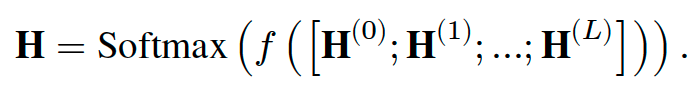 H = Softmax (f ([H^(0); H^(1); ...; H^(L)])).